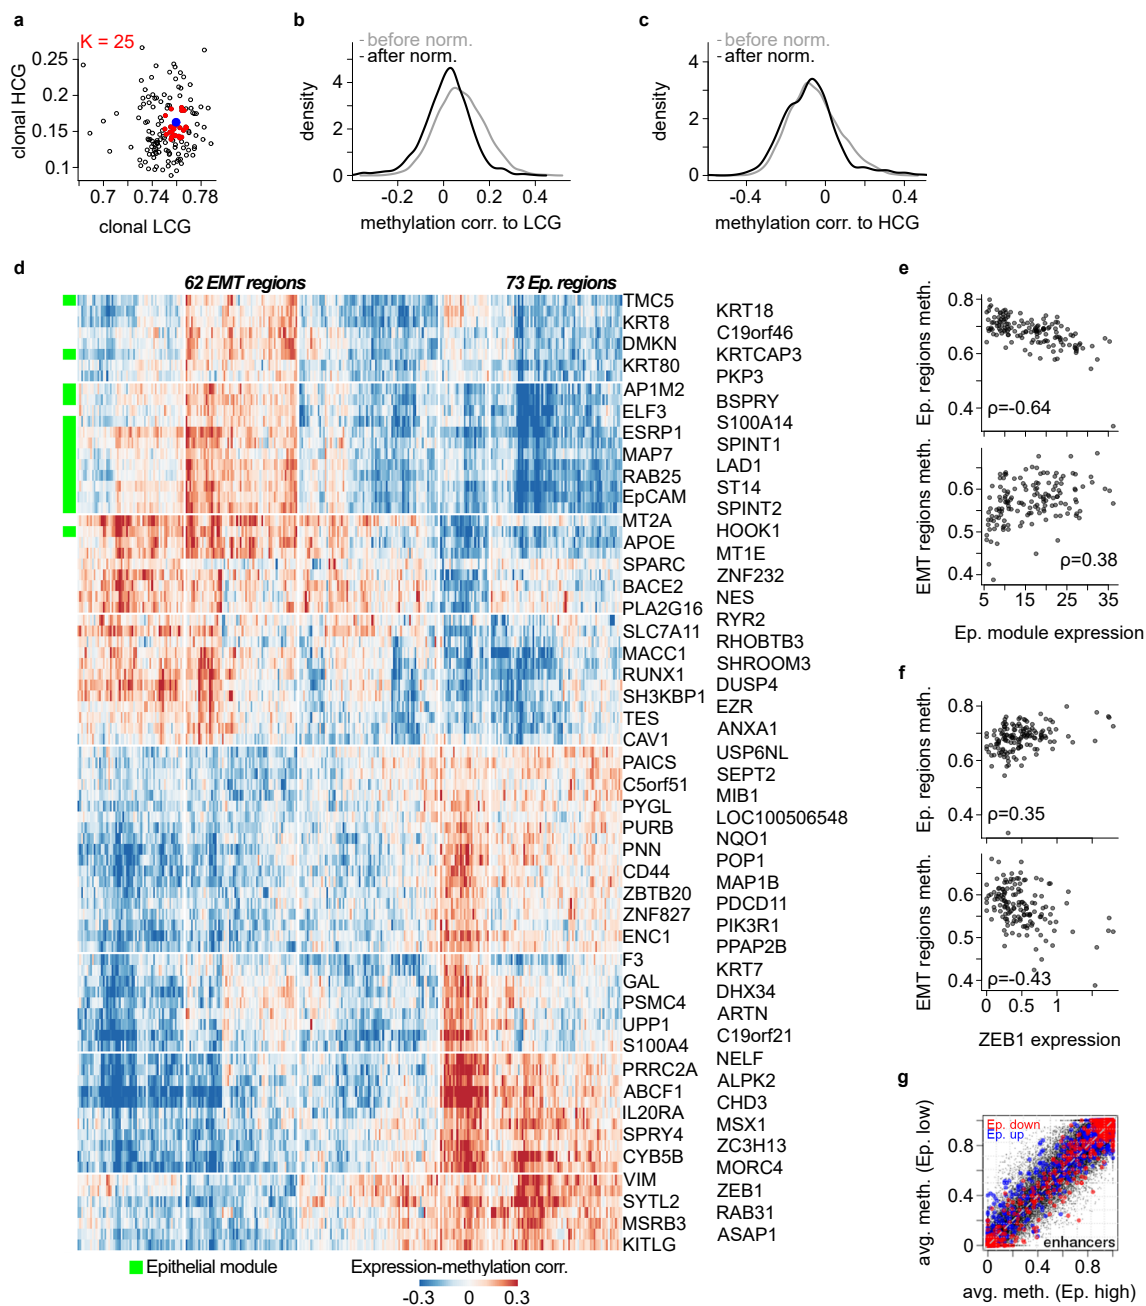 a
K = 25
0.25
0.2
0.15
0.1
clonal HCG
0.7
0.74
0.78
clonal LCG
b
before norm.
after norm.
density
4
2
0
-0.2
0
0.2
0.4
methylation corr. to LCG
c
before norm.
after norm.
density
4
2
0
-0.4
0
0.4
methylation corr. to HCG
d
62 EMT regions
73 Ep. regions
TMC5
KRT8
DMKN
KRT80
AP1M2
ELF3
ESRP1
MAP7
RAB25
EpCAM
MT2A
APOE
SPARC
BACE2
PLA2G16
SLC7A11
MACC1
RUNX1
SH3KBP1
TES
CAV1
PAICS
C5orf51
PYGL
PURB
PNN
CD44
ZBTB20
ZNF827
ENC1
F3
GAL
PSMC4
UPP1
S100A4
PRRC2A
ABCF1
IL20RA
SPRY4
CYB5B
VIM
SYTL2
MSRB3
KITLG
KRT18
C19orf46
KRTCAP3
PKP3
BSPRY
S100A14
SPINT1
LAD1
ST14
SPINT2
HOOK1
MT1E
ZNF232
NES
RYR2
RHOBTB3
SHROOM3
DUSP4
EZR
ANXA1
USP6NL
SEPT2
MIB1
LOC100506548
NQO1
POP1
MAP1B
PDCD11
PIK3R1
PPAP2B
KRT7
DHX34
ARTN
C19orf21
NELF
ALPK2
CHD3
MSX1
ZC3H13
MORC4
ZEB1
RAB31
ASAP1
Epithelial module
Expression-methylation corr.
-0.3
0
0.3
e
Ep. regions meth.
0.8
0.6
0.4
ρ=-0.64
EMT regions meth.
0.6
0.5
0.4
ρ=0.38
5
15
25
35
Ep. module expression
f
Ep. regions meth.
0.8
0.6
0.4
ρ=0.35
EMT regions meth.
0.6
0.5
0.4
ρ=-0.43
0
0.5
1
ZEB1 expression
g
avg. meth. (Ep. low)
0.8
0.4
0
Ep. down
Ep. up
enhancers
0
0.4
0.8
avg. meth. (Ep. high)